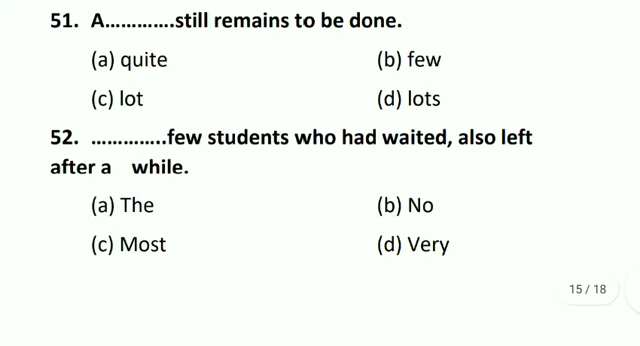 51. A.............still remains to be done.
(a) quite (b) few
(c) lot (d) lots
52. ..............few students who had waited, also left
after a while.
(a) The (b) No
(c) Most (d) Very
15 / 18